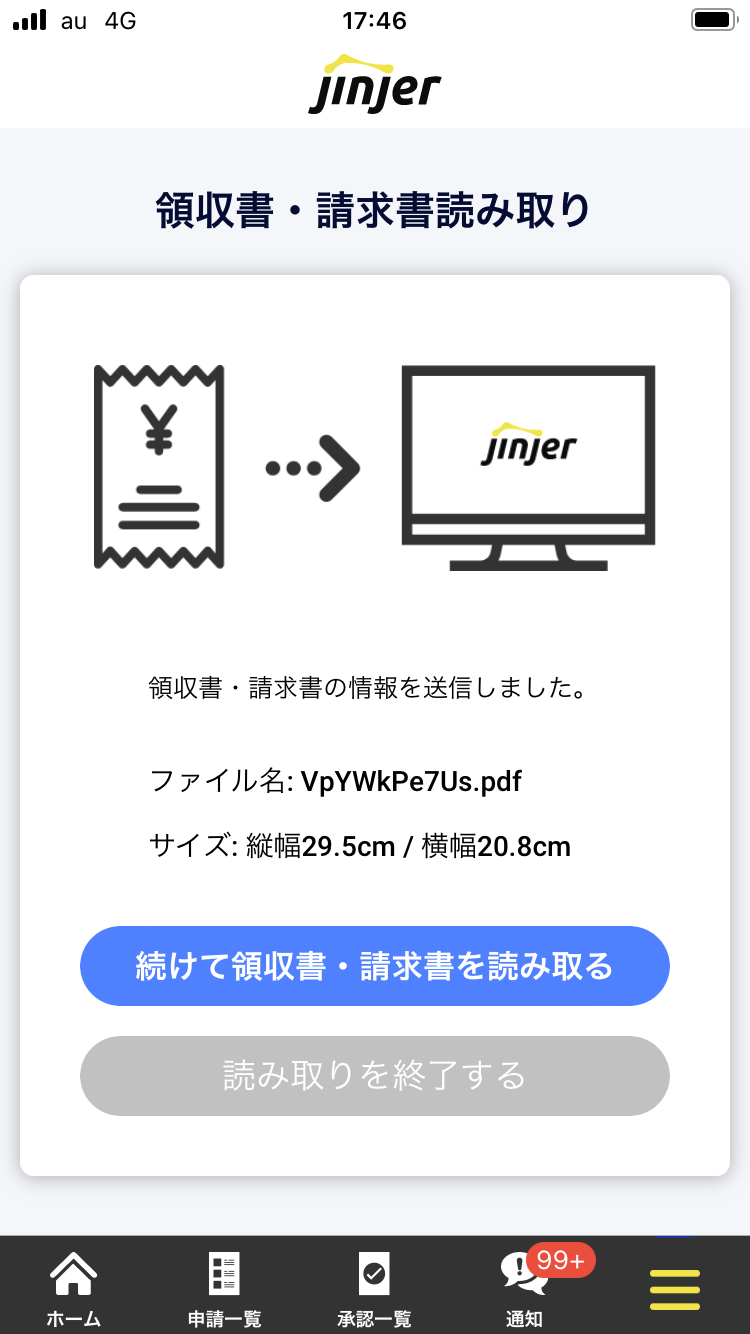 au 4G 17:46
jinjer
領収書・請求書読み取り
¥
jinjer
領収書・請求書の情報を送信しました。
ファイル名: VpYWkPe7Us.pdf
サイズ: 縦幅29.5cm / 横幅20.8cm
続けて領収書・請求書を読み取る
読み取りを終了する
99+
ホーム 申請一覧 承認一覧 通知